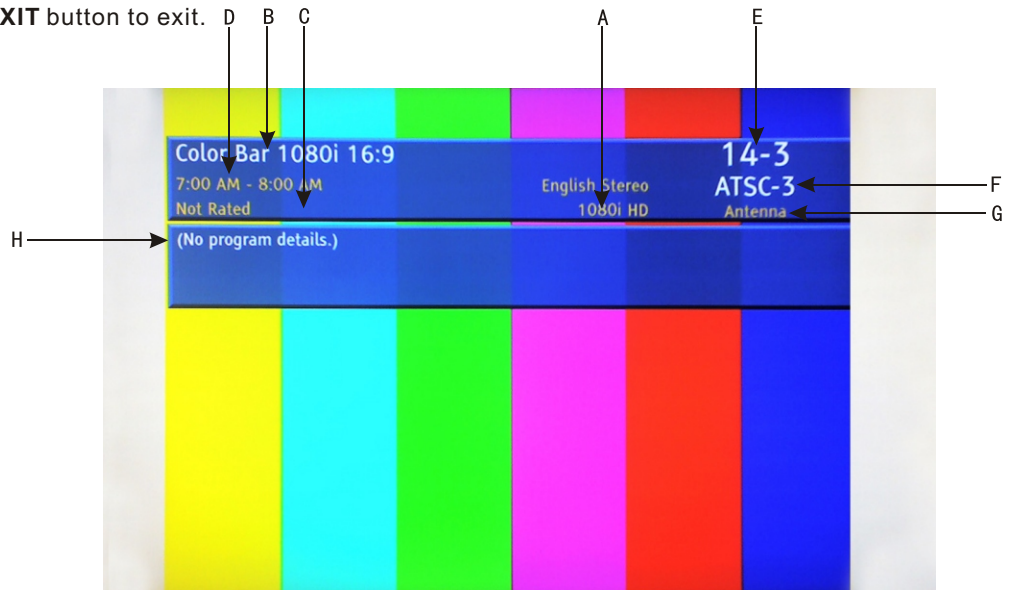 XIT button to exit.
D B C A E
Color Bar 1080i 16:9
14-3
7:00 AM - 8:00 AM
English Stereo
ATSC-3
F
Not Rated
1080i HD
Antenna
G
H
(No program details.)